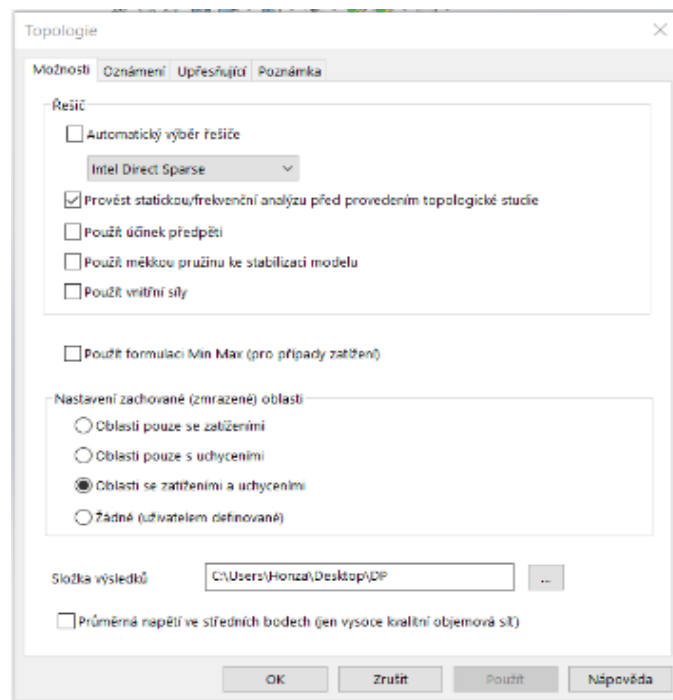 Topologie
Možnosti Oznámení Upřesňující Poznámka
Řešič
Automatický výběr řešiče
Intel Direct Sparse
Provést statickou/frekvenční analýzu před provedením topologické studie
Použít účinek předpětí
Použít měkkou pružinu ke stabilizaci modelu
Použít vnitřní síly
Použít formulaci Min Max (pro případy zatížení)
Nastavení zachované (zmrazené) oblasti
Oblasti pouze se zatíženími
Oblasti pouze s uchyceními
Oblasti se zatíženími a uchyceními
Žádné (uživatelem definované)
Složka výsledků C:\Users\Honza\Desktop\DP ...
Průměrná napětí ve středních bodech (jen vysoce kvalitní objemová síť)
OK Zrušit Použít Nápověda